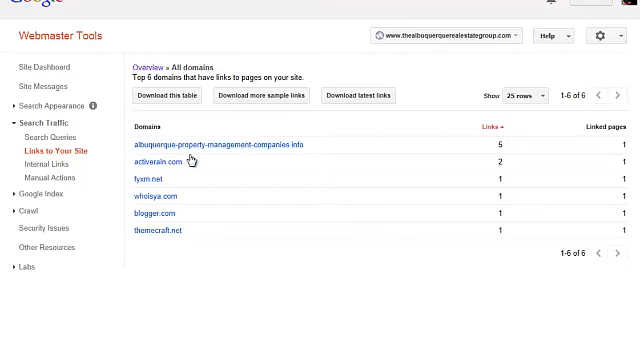 Google
Webmaster Tools
www.thealbuquerquerealestategroup.com
Help
Site Dashboard
Site Messages
Search Appearance
Search Traffic
Search Queries
Links to Your Site
Internal Links
Manual Actions
Google Index
Crawl
Security Issues
Other Resources
Labs
Overview » All domains
Top 6 domains that have links to pages on your site.
Download this table Download more sample links Download latest links Show 25 rows 1-6 of 6
Domains Links Linked pages
albuquerque-property-management-companies.info 5 1
activerain.com 2 1
fyxm.net 1 1
whoisya.com 1 1
blogger.com 1 1
themecraft.net 1 1
1-6 of 6